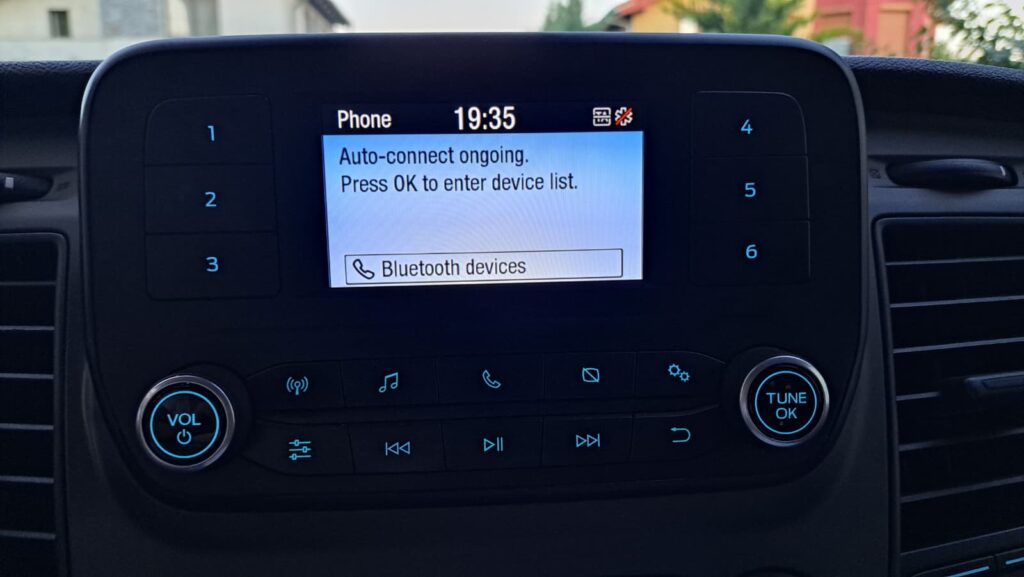 Phone 19:35 TA
Auto-connect ongoing.
Press OK to enter device list.
Bluetooth devices
1
2
3
4
5
6
VOL
TUNE
OK